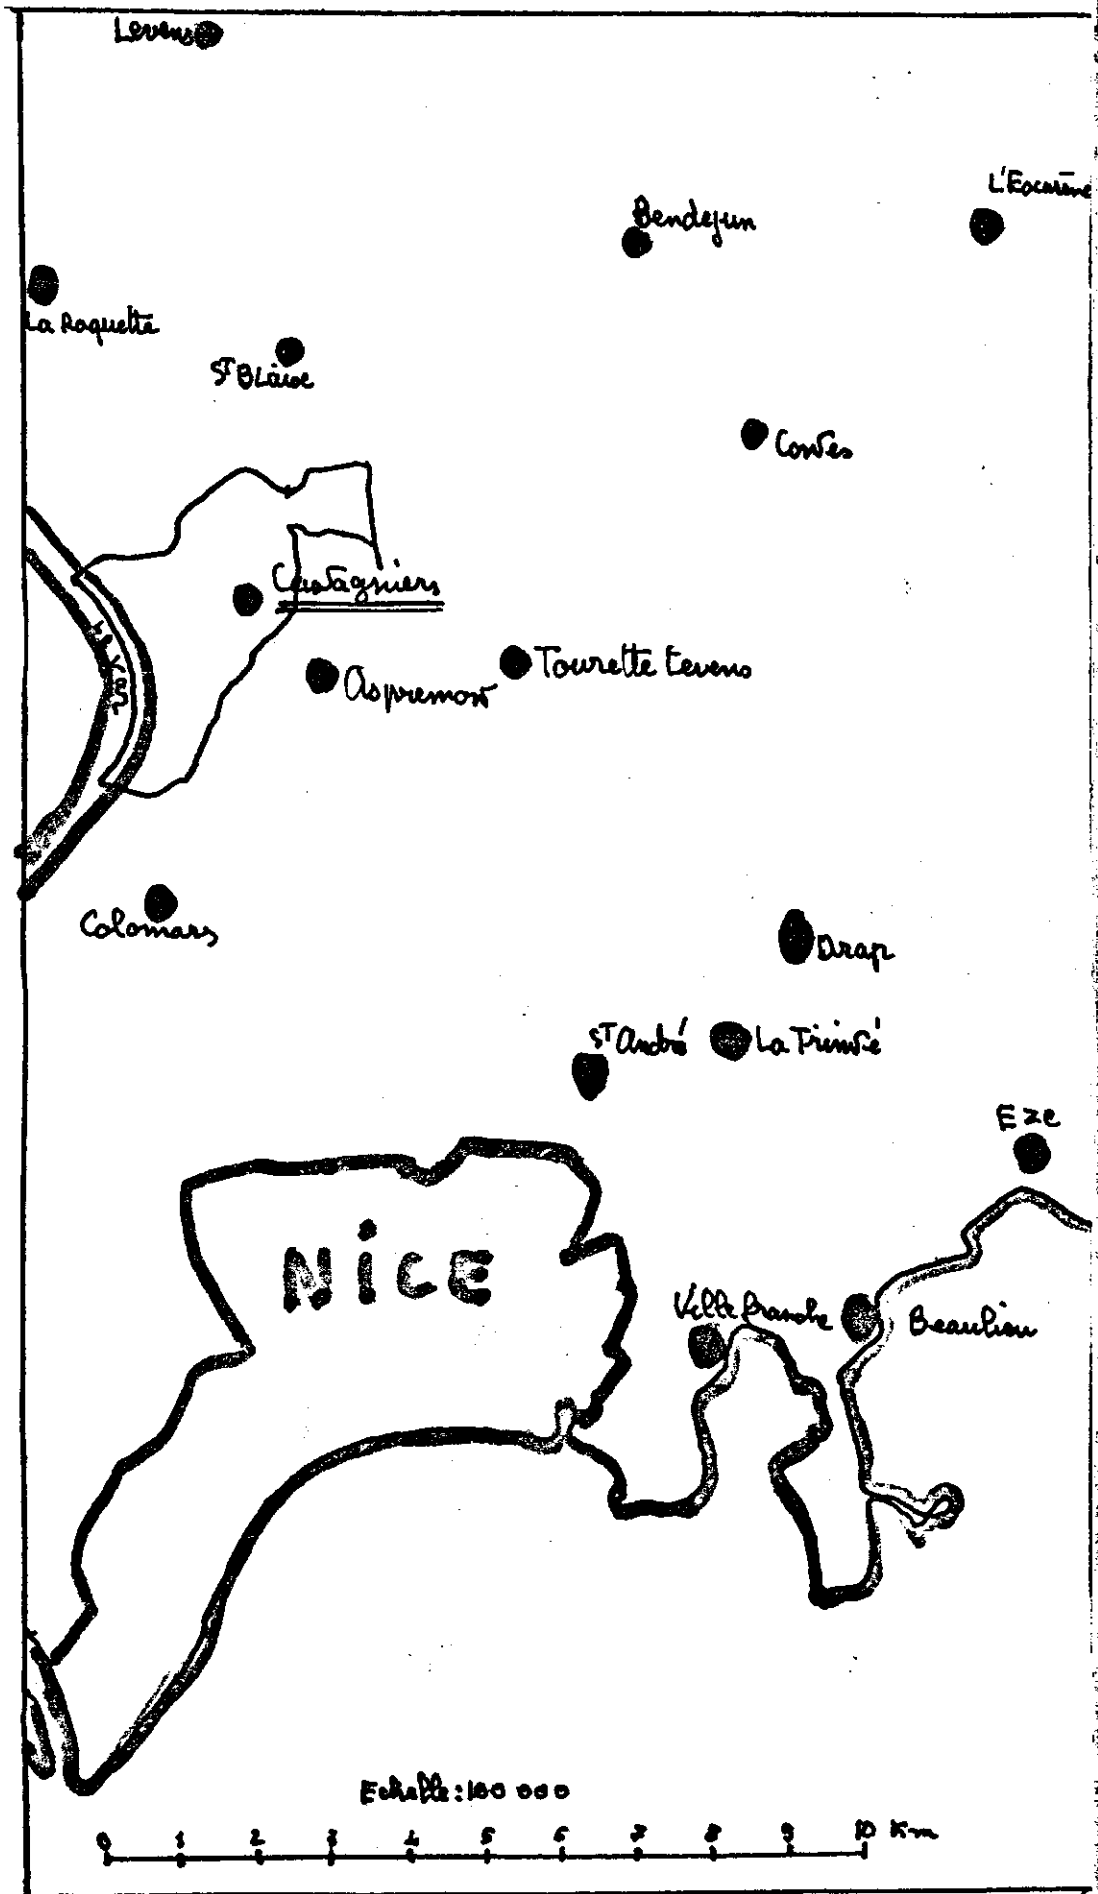 Levens
L'Escarène
Bendejun
La Roquette
St Blaise
Contes
Castagniers
Le Var
Tourette Levens
Aspremont
Colomars
Drap
St André
La Trinité
Eze
NiCE
Villefranche
Beaulieu
Echelle: 100 000
0 1 2 3 4 5 6 7 8 9 10 Km